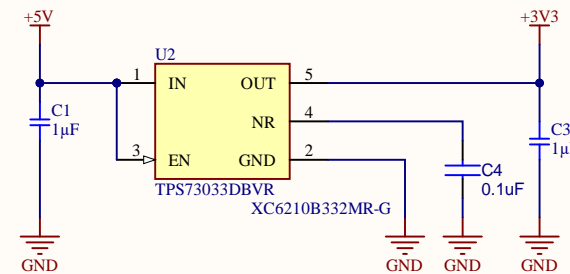 +5V
+3V3
U2
1
IN
OUT
5
C1
1µF
NR
4
C3
3
EN
GND
2
C4
0.1uF
TPS73033DBVR
XC6210B332MR-G
GND
GND
GND
GND